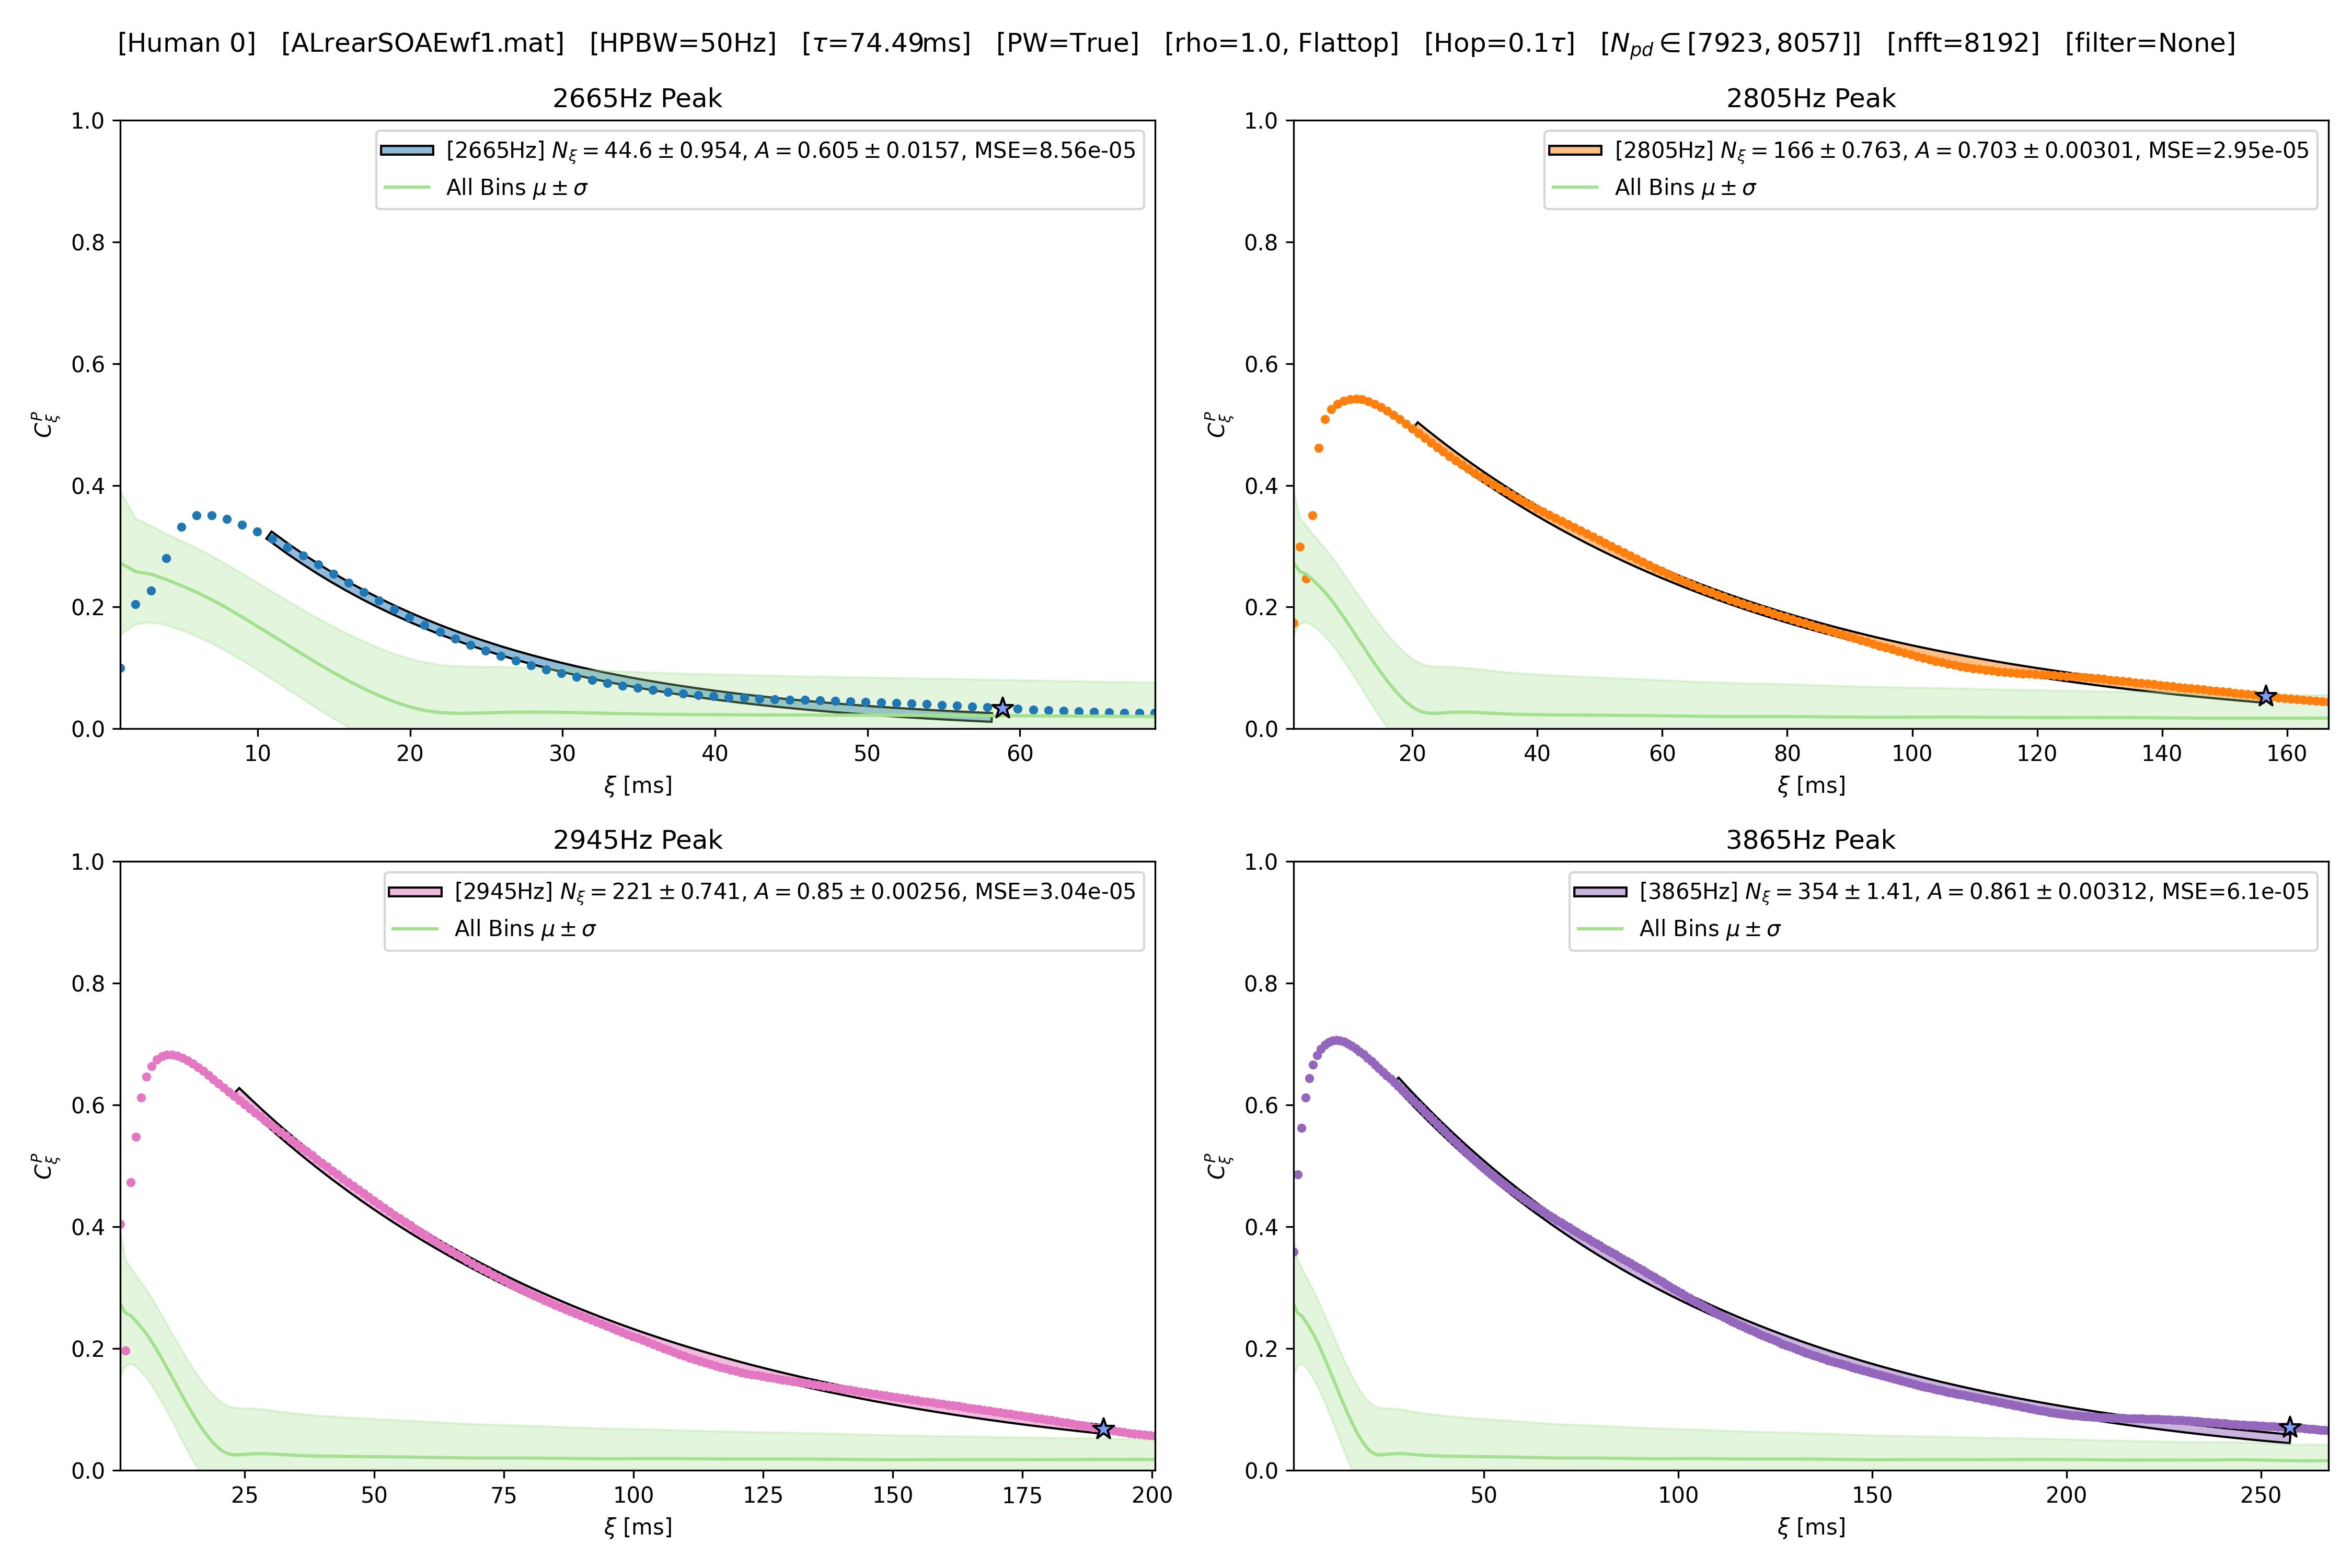 [Human 0] [ALrearSOAEwf1.mat] [HPBW=50Hz] [τ=74.49ms] [PW=True] [rho=1.0, Flattop] [Hop=0.1τ] [N_pd ∈ [7923, 8057]] [nfft=8192] [filter=None]
2665Hz Peak
[2665Hz] N_ξ = 44.6 ± 0.954, A = 0.605 ± 0.0157, MSE=8.56e-05
All Bins μ ± σ
1.0
0.8
0.6
0.4
0.2
0.0
C_ξ^P
10 20 30 40 50 60
ξ [ms]
2805Hz Peak
[2805Hz] N_ξ = 166 ± 0.763, A = 0.703 ± 0.00301, MSE=2.95e-05
All Bins μ ± σ
1.0
0.8
0.6
0.4
0.2
0.0
C_ξ^P
20 40 60 80 100 120 140 160
ξ [ms]
2945Hz Peak
[2945Hz] N_ξ = 221 ± 0.741, A = 0.85 ± 0.00256, MSE=3.04e-05
All Bins μ ± σ
1.0
0.8
0.6
0.4
0.2
0.0
C_ξ^P
25 50 75 100 125 150 175 200
ξ [ms]
3865Hz Peak
[3865Hz] N_ξ = 354 ± 1.41, A = 0.861 ± 0.00312, MSE=6.1e-05
All Bins μ ± σ
1.0
0.8
0.6
0.4
0.2
0.0
C_ξ^P
50 100 150 200 250
ξ [ms]